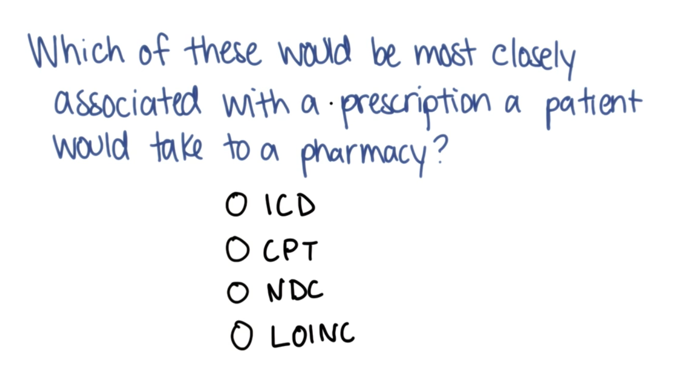 Which of these would be most closely
associated with a prescription a patient
would take to a pharmacy?
ICD
CPT
NDC
LOINC